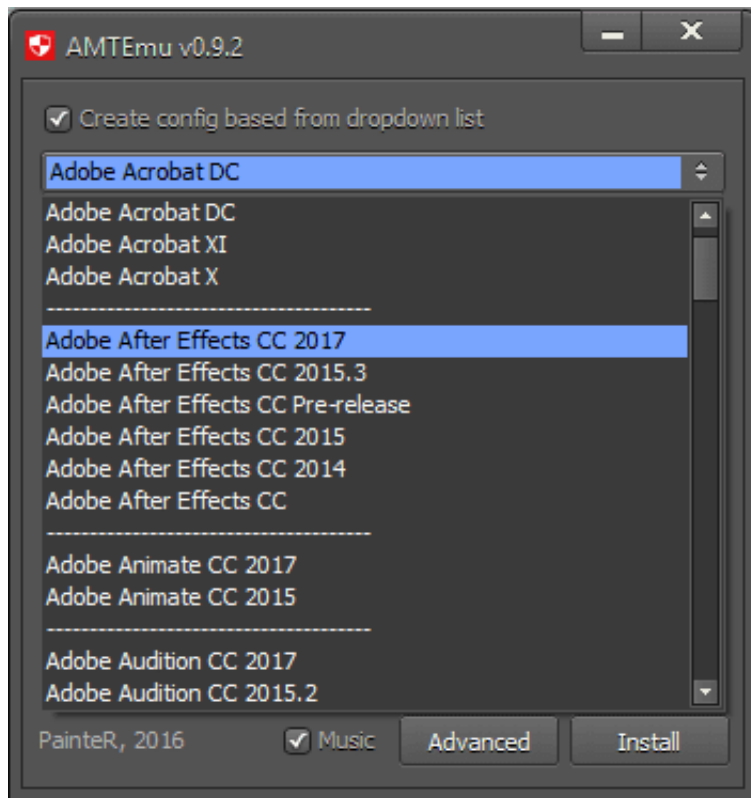 AMTEmu v0.9.2
Create config based from dropdown list
Adobe Acrobat DC
Adobe Acrobat DC
Adobe Acrobat XI
Adobe Acrobat X
------------------------------------
Adobe After Effects CC 2017
Adobe After Effects CC 2015.3
Adobe After Effects CC Pre-release
Adobe After Effects CC 2015
Adobe After Effects CC 2014
Adobe After Effects CC
------------------------------------
Adobe Animate CC 2017
Adobe Animate CC 2015
------------------------------------
Adobe Audition CC 2017
Adobe Audition CC 2015.2
PainteR, 2016 Music Advanced Install